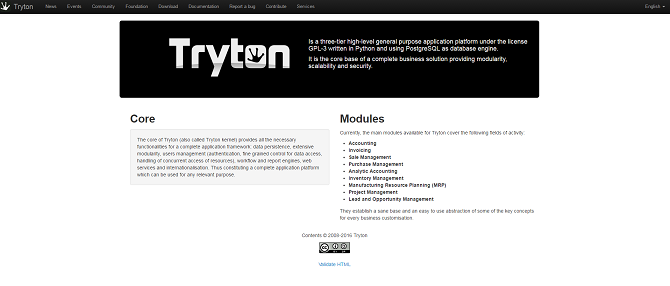 Tryton News Events Community Foundation Download Documentation Report a bug Contribute Services English
Tryton
Is a three-tier high-level general purpose application platform under the license
GPL-3 written in Python and using PostgreSQL as database engine.
It is the core base of a complete business solution providing modularity,
scalability and security.
Core
The core of Tryton (also called Tryton kernel) provides all the necessary
functionalities for a complete application framework: data persistence, extensive
modularity, users management (authentication, fine grained control for data access,
handling of concurrent access of resources), workflow and report engines, web
services and internationalisation. Thus constituting a complete application platform
which can be used for any relevant purpose.
Modules
Currently, the main modules available for Tryton cover the following fields of activity:
Accounting
Invoicing
Sale Management
Purchase Management
Analytic Accounting
Inventory Management
Manufacturing Resource Planning (MRP)
Project Management
Lead and Opportunity Management
They establish a sane base and an easy to use abstraction of some of the key concepts
for every business customisation.
Contents © 2008-2016 Tryton
Validate HTML